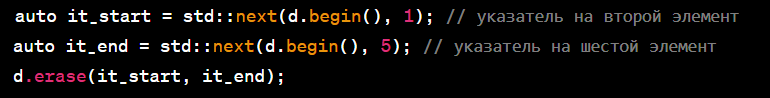 auto it_start = std::next(d.begin(), 1); // указатель на второй элемент
auto it_end = std::next(d.begin(), 5); // указатель на шестой элемент
d.erase(it_start, it_end);